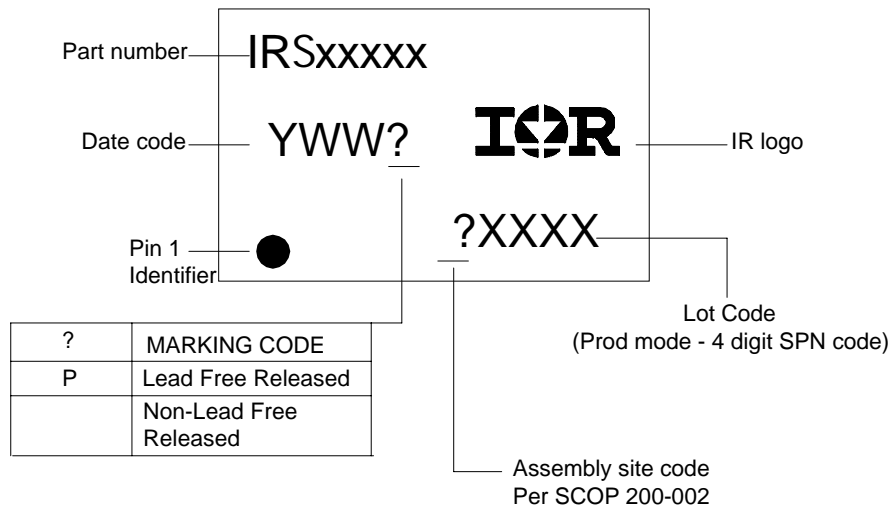 Part number
IRSxxxxx
Date code
YWW?
IOR
IR logo
?XXXX
Pin 1
Identifier
Lot Code
(Prod mode - 4 digit SPN code)
? MARKING CODE
P Lead Free Released
Non-Lead Free
Released
Assembly site code
Per SCOP 200-002